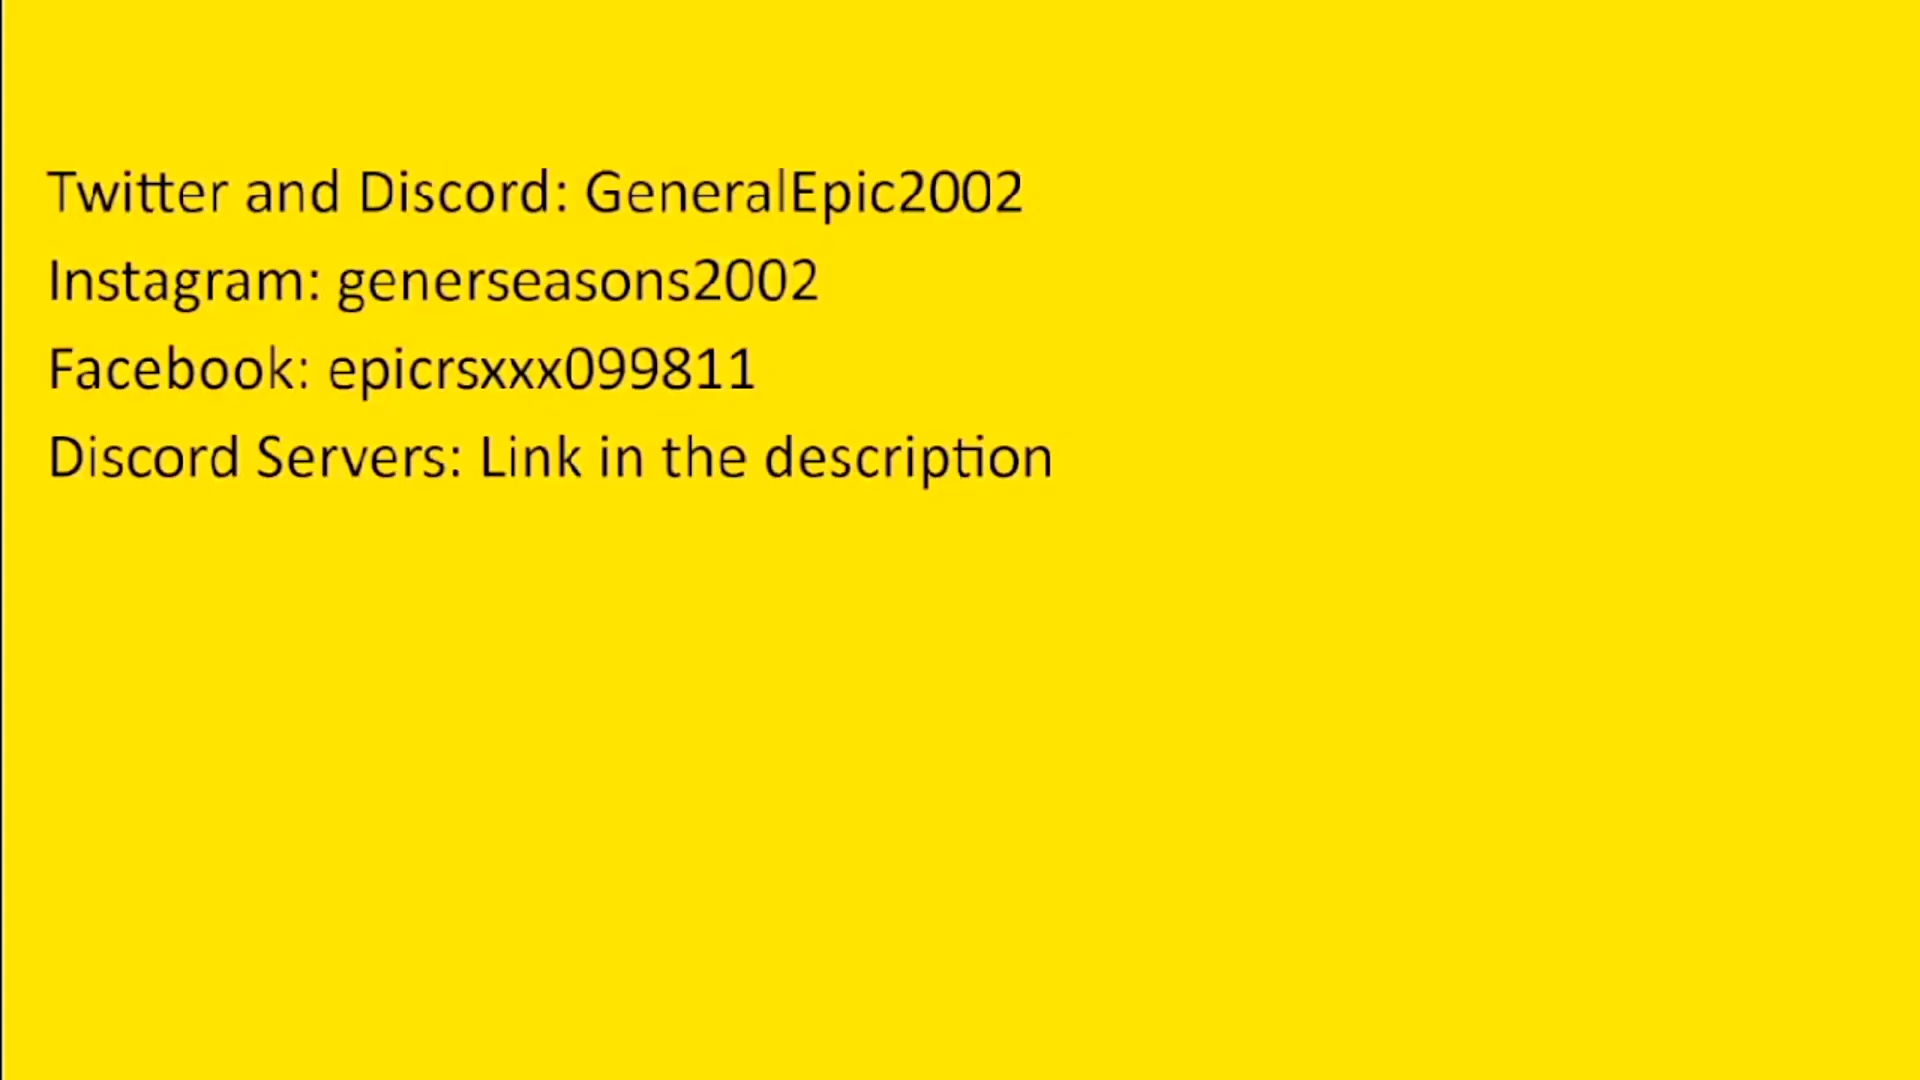 Twitter and Discord: GeneralEpic2002
Instagram: generseasons2002
Facebook: epicrsxxx099811
Discord Servers: Link in the description